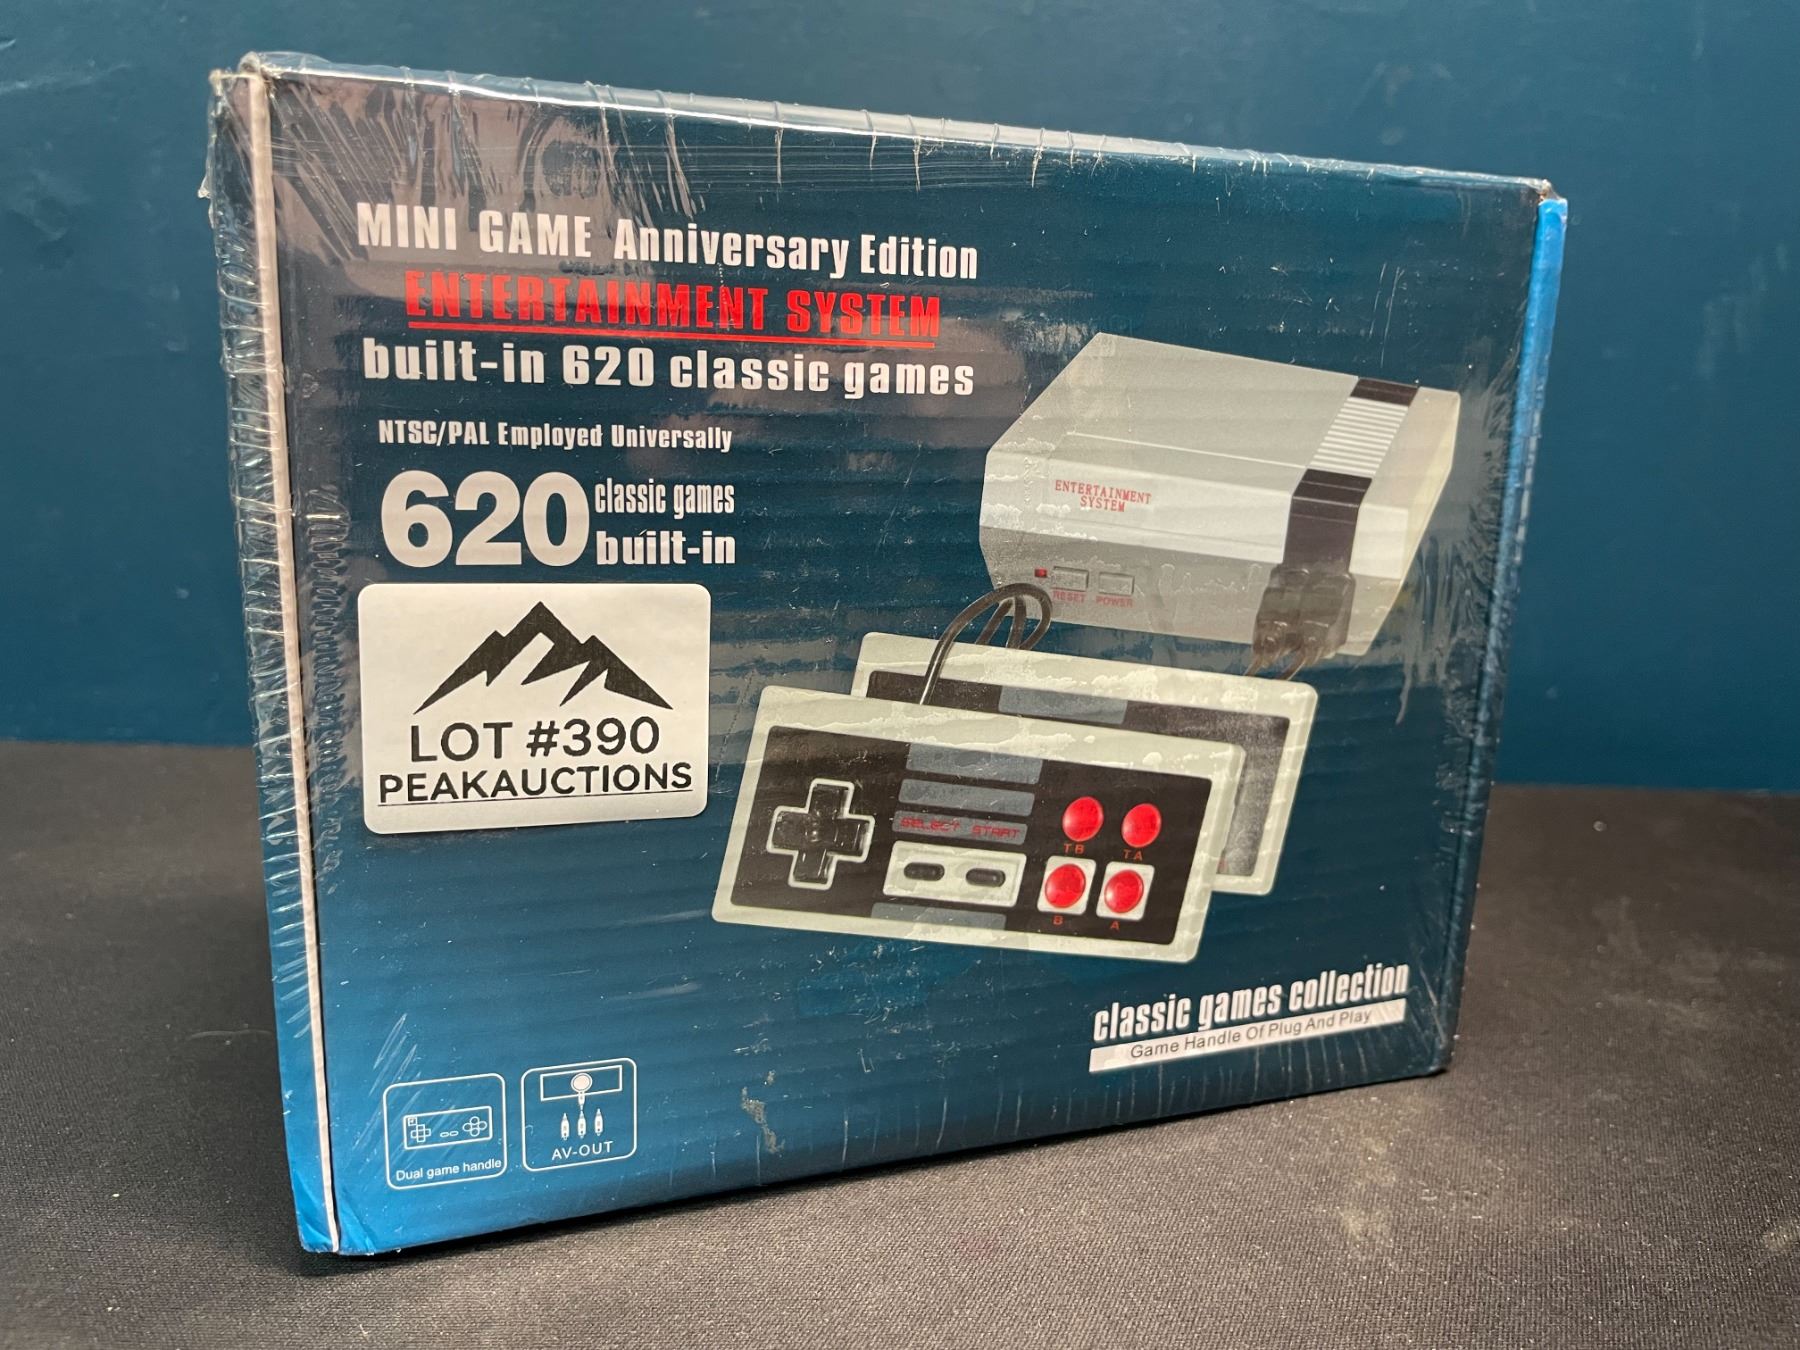 MINI GAME Anniversary Edition
ENTERTAINMENT SYSTEM
built-in 620 classic games
NTSC/PAL Employed Universally
620 classic games
built-in
LOT #390
PEAKAUCTIONS
ENTERTAINMENT
SYSTEM
RESET POWER
SELECT START
TB TA
B A
classic games collection
Game Handle Of Plug And Play
Dual game handle
AV-OUT